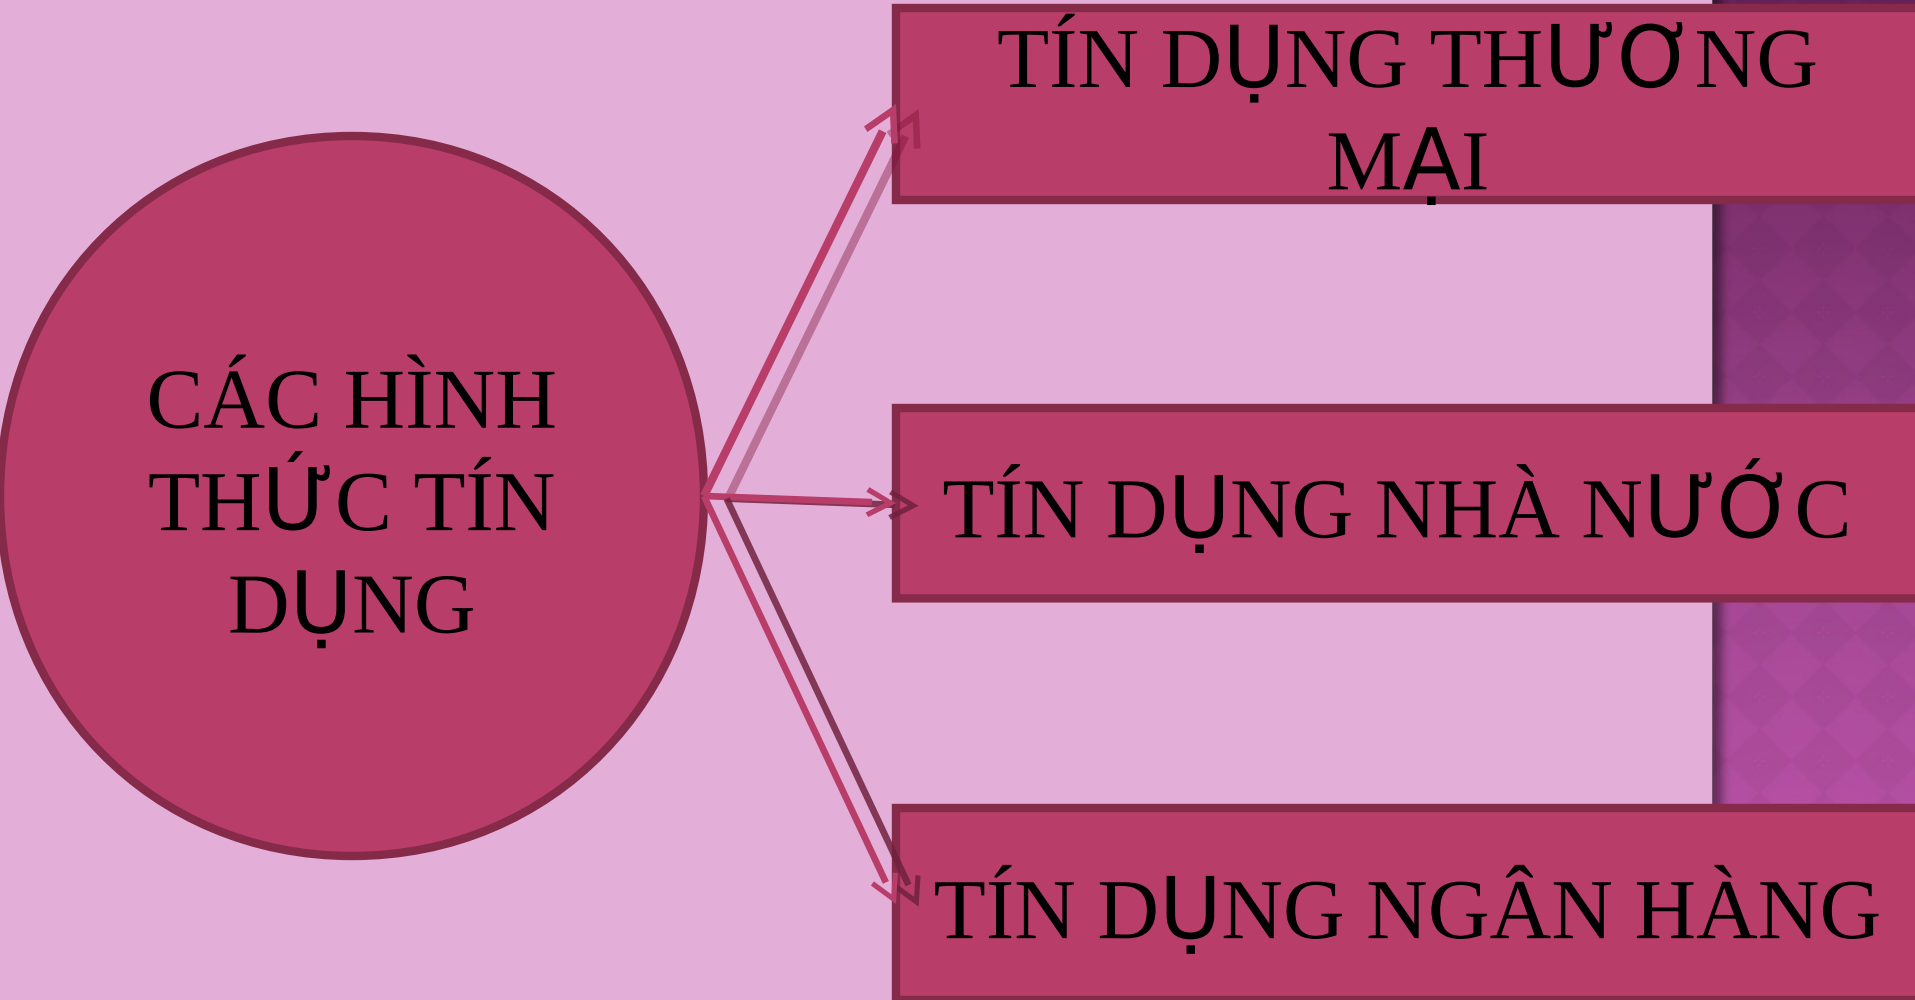 CÁC HÌNH
THỨC TÍN
DỤNG
TÍN DỤNG THƯƠNG
MẠI
TÍN DỤNG NHÀ NƯỚC
TÍN DỤNG NGÂN HÀNG